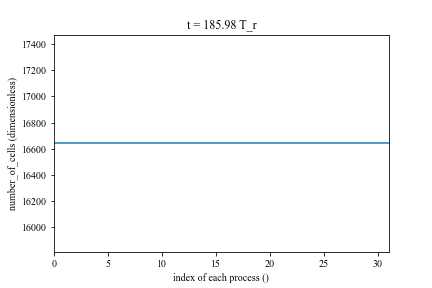 t = 185.98 T_r
number_of_cells (dimensionless)
17400
17200
17000
16800
16600
16400
16200
16000
0 5 10 15 20 25 30
index of each process ()